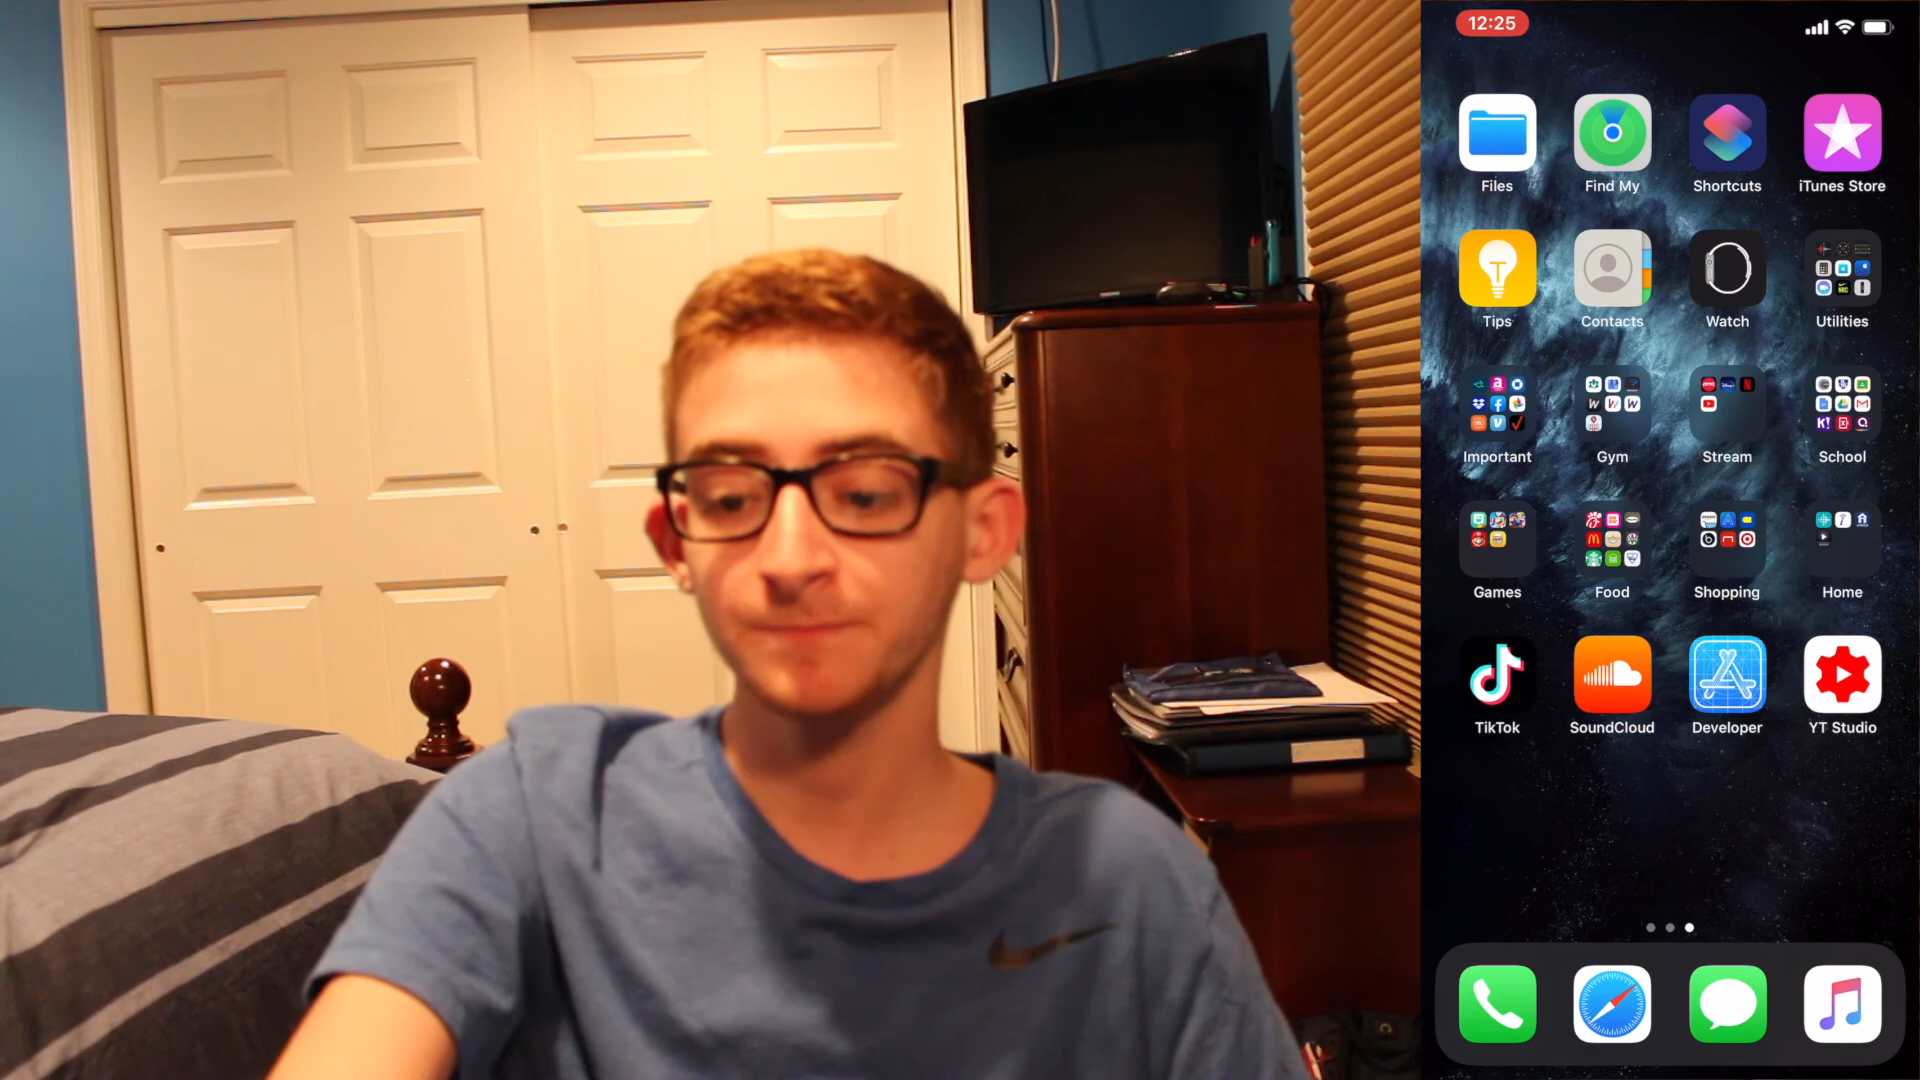 12:25
Files Find My Shortcuts iTunes Store
Tips Contacts Watch Utilities
Important Gym Stream School
Games Food Shopping Home
TikTok SoundCloud Developer YT Studio